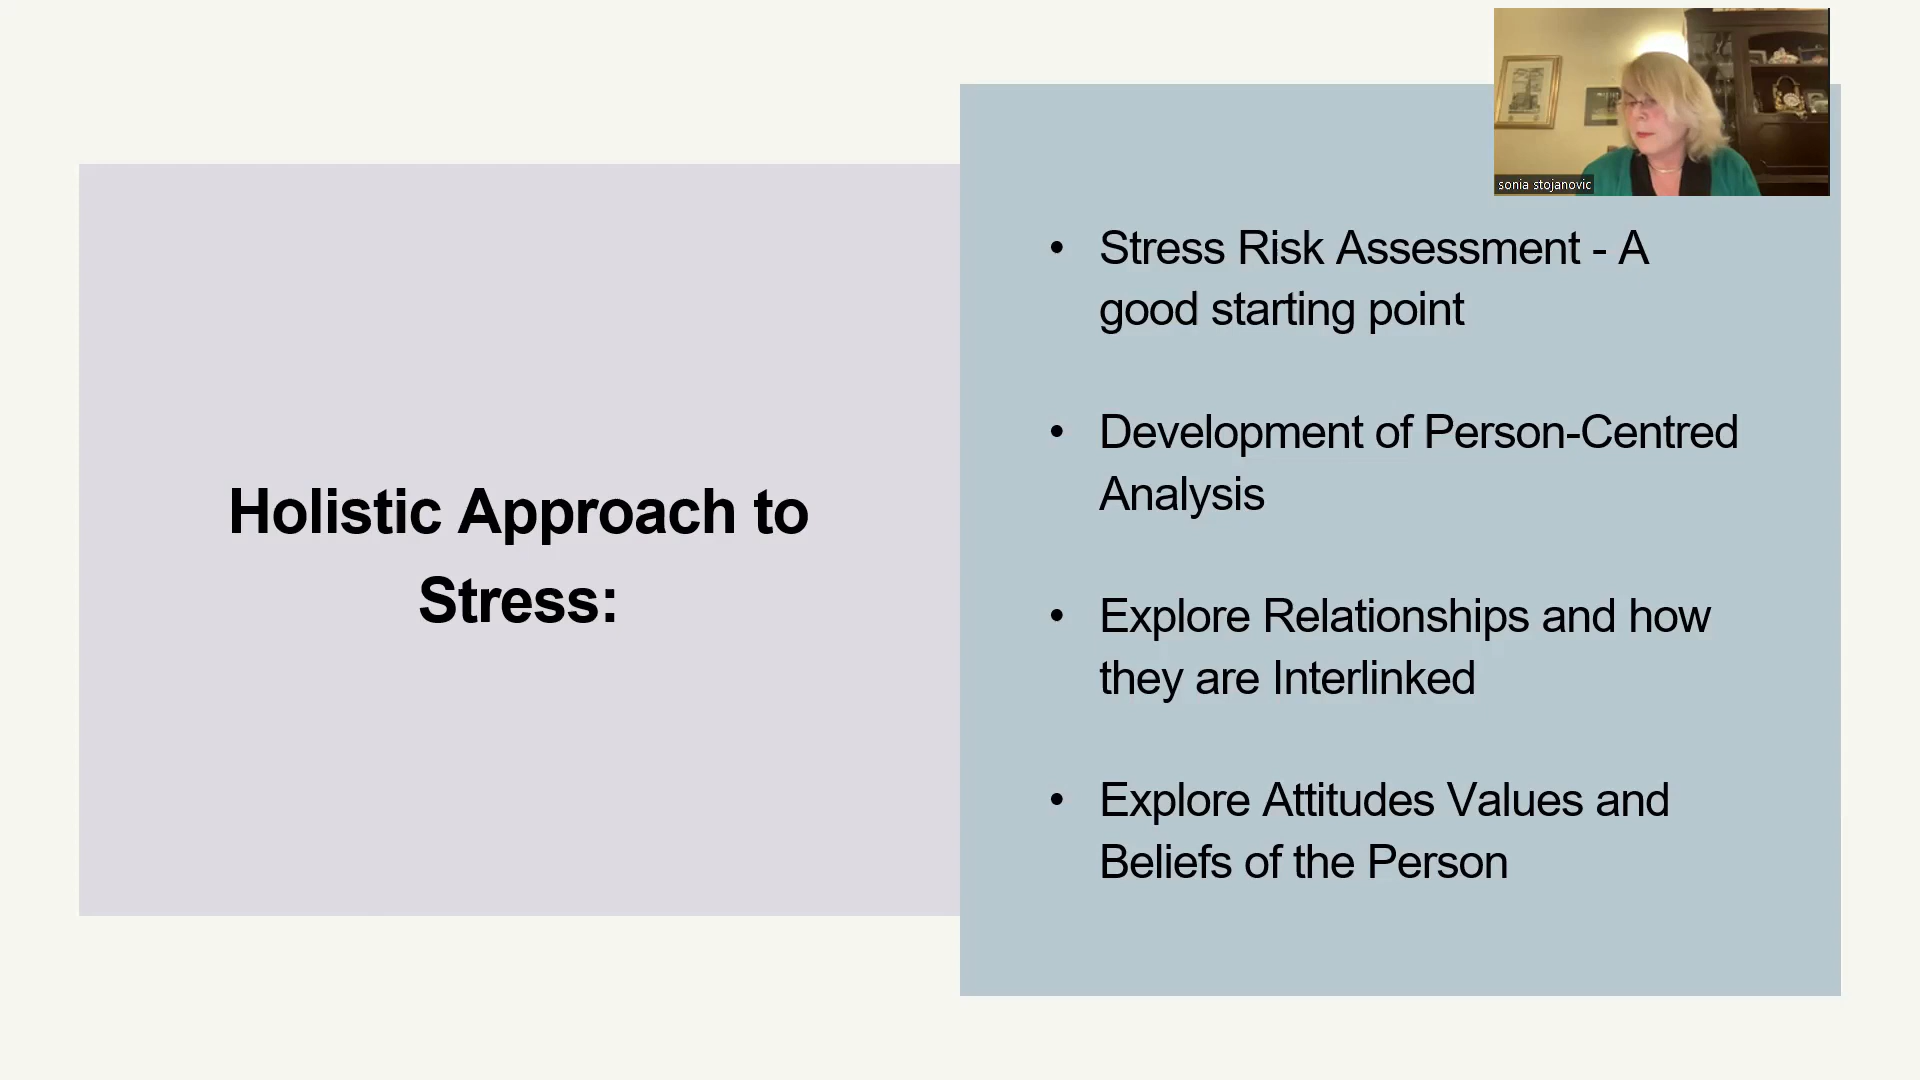 Holistic Approach to
Stress:
sonia stojanovic
• Stress Risk Assessment - A
good starting point
• Development of Person-Centred
Analysis
• Explore Relationships and how
they are Interlinked
• Explore Attitudes Values and
Beliefs of the Person